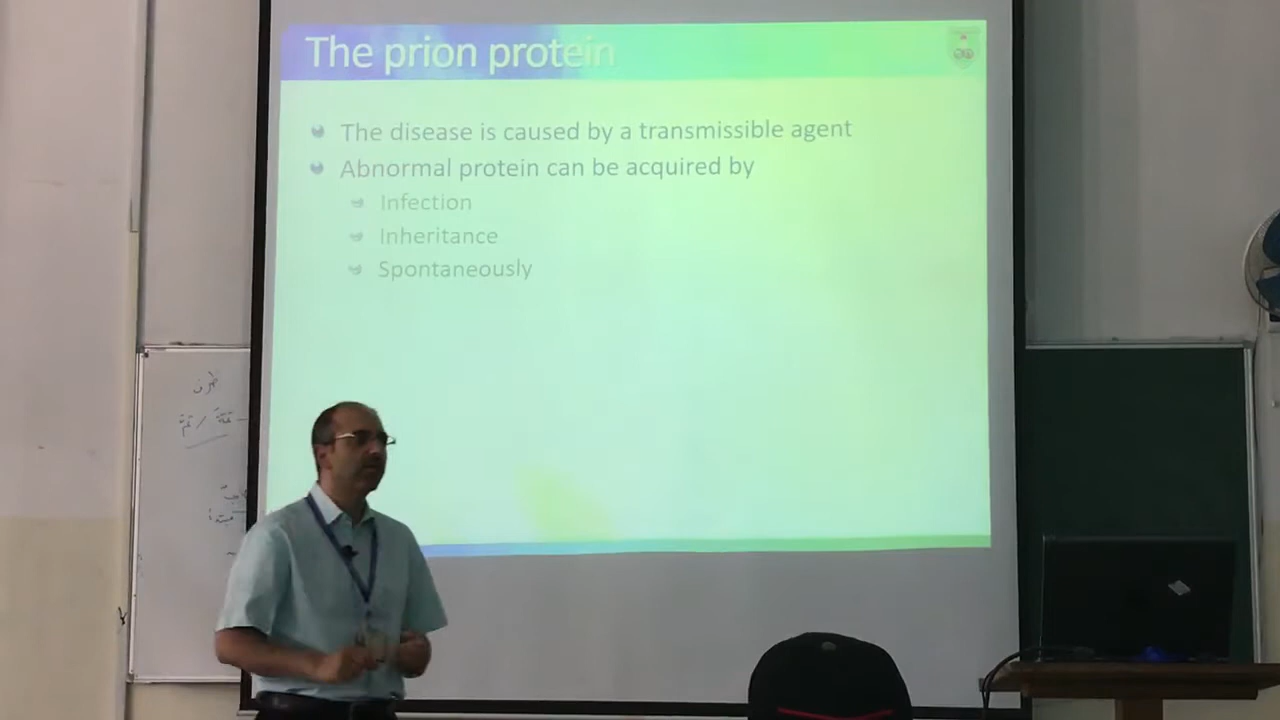 The prion protein
The disease is caused by a transmissible agent
Abnormal protein can be acquired by
Infection
Inheritance
Spontaneously
ظرف